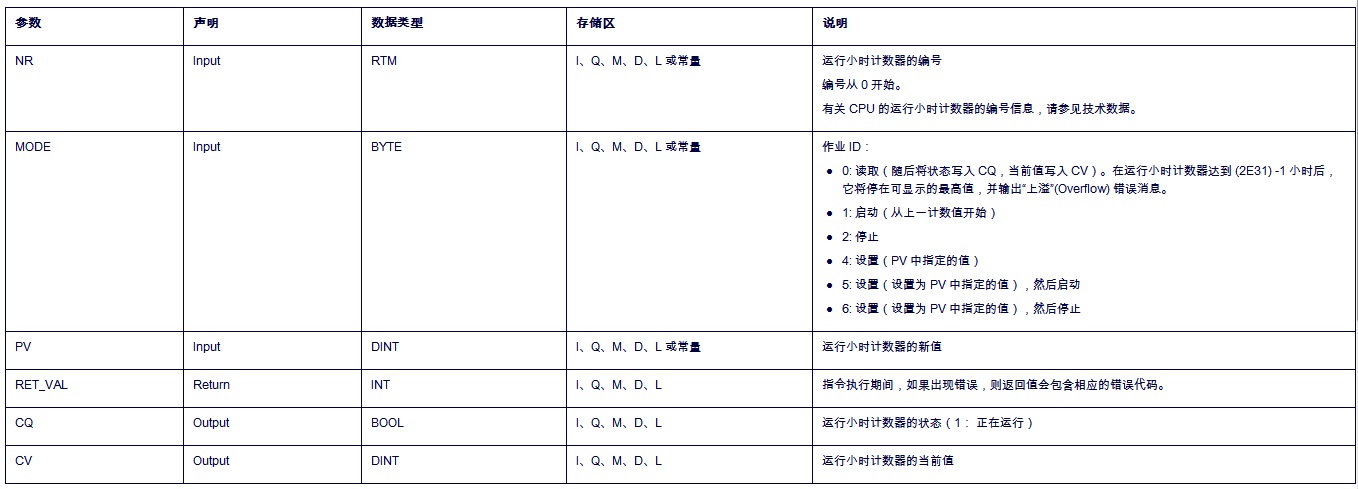 参数 声明 数据类型 存储区 说明
NR Input RTM I、Q、M、D、L 或常量 运行小时计数器的编号
编号从 0 开始。
有关 CPU 的运行小时计数器的编号信息，请参见技术数据。
MODE Input BYTE I、Q、M、D、L 或常量 作业 ID：
● 0: 读取（随后将状态写入 CQ，当前值写入 CV）。在运行小时计数器达到 (2E31) -1 小时后，
它将停在可显示的最高值，并输出“上溢”(Overflow) 错误消息。
● 1: 启动（从上一计数值开始）
● 2: 停止
● 4: 设置（PV 中指定的值）
● 5: 设置（设置为 PV 中指定的值），然后启动
● 6: 设置（设置为 PV 中指定的值），然后停止
PV Input DINT I、Q、M、D、L 或常量 运行小时计数器的新值
RET_VAL Return INT I、Q、M、D、L 指令执行期间，如果出现错误，则返回值会包含相应的错误代码。
CQ Output BOOL I、Q、M、D、L 运行小时计数器的状态（1： 正在运行）
CV Output DINT I、Q、M、D、L 运行小时计数器的当前值